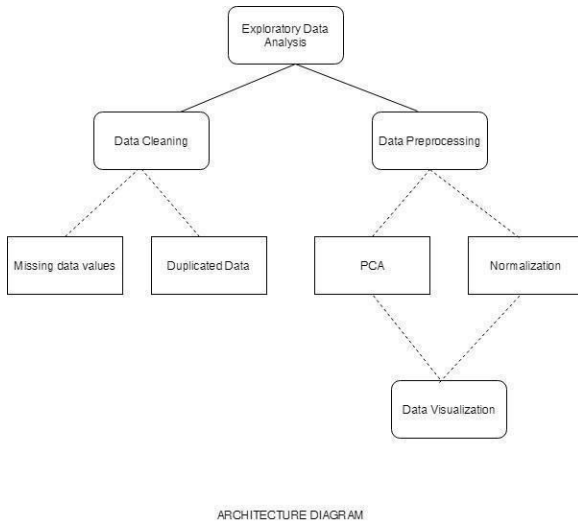 Exploratory Data
Analysis
Data Cleaning
Data Preprocessing
Missing data values
Duplicated Data
PCA
Normalization
Data Visualization
ARCHITECTURE DIAGRAM